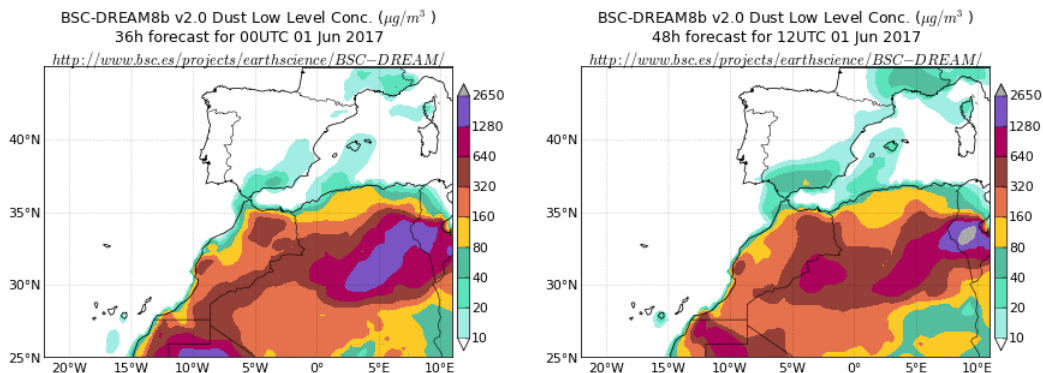 BSC-DREAM8b v2.0 Dust Low Level Conc. (μg/m³ )
36h forecast for 00UTC 01 Jun 2017
http://www.bsc.es/projects/earthscience/BSC−DREAM/
40°N
35°N
30°N
25°N
20°W
15°W
10°W
5°W
0°
5°E
10°E
2650
1280
640
320
160
80
40
20
10
BSC-DREAM8b v2.0 Dust Low Level Conc. (μg/m³ )
48h forecast for 12UTC 01 Jun 2017
http://www.bsc.es/projects/earthscience/BSC−DREAM/
40°N
35°N
30°N
25°N
20°W
15°W
10°W
5°W
0°
5°E
10°E
2650
1280
640
320
160
80
40
20
10